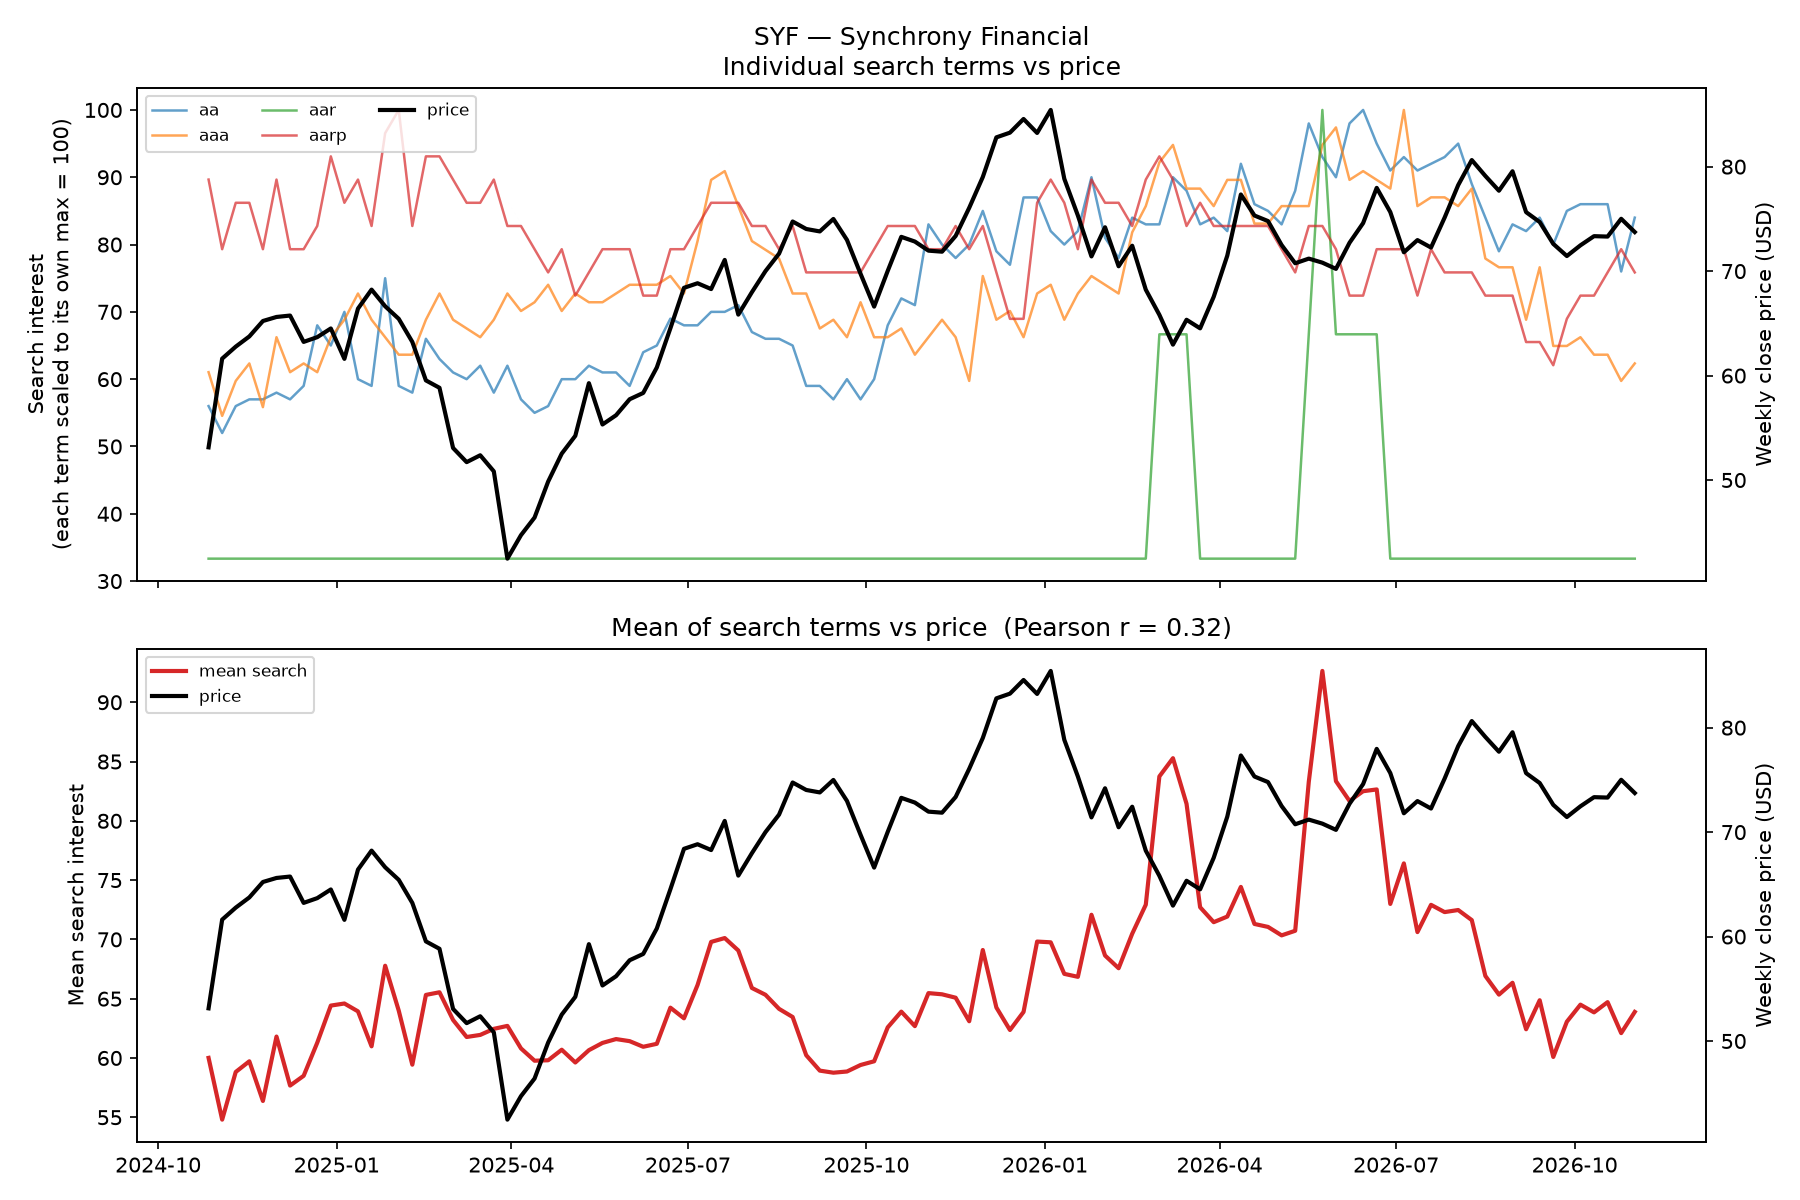 SYF — Synchrony Financial
Individual search terms vs price
aa
aar
price
aaa
aarp
100
90
80
70
60
50
40
30
Search interest
(each term scaled to its own max = 100)
80
70
60
50
Weekly close price (USD)
Mean of search terms vs price (Pearson r = 0.32)
mean search
price
90
85
80
75
70
65
60
55
Mean search interest
80
70
60
50
Weekly close price (USD)
2024-10
2025-01
2025-04
2025-07
2025-10
2026-01
2026-04
2026-07
2026-10